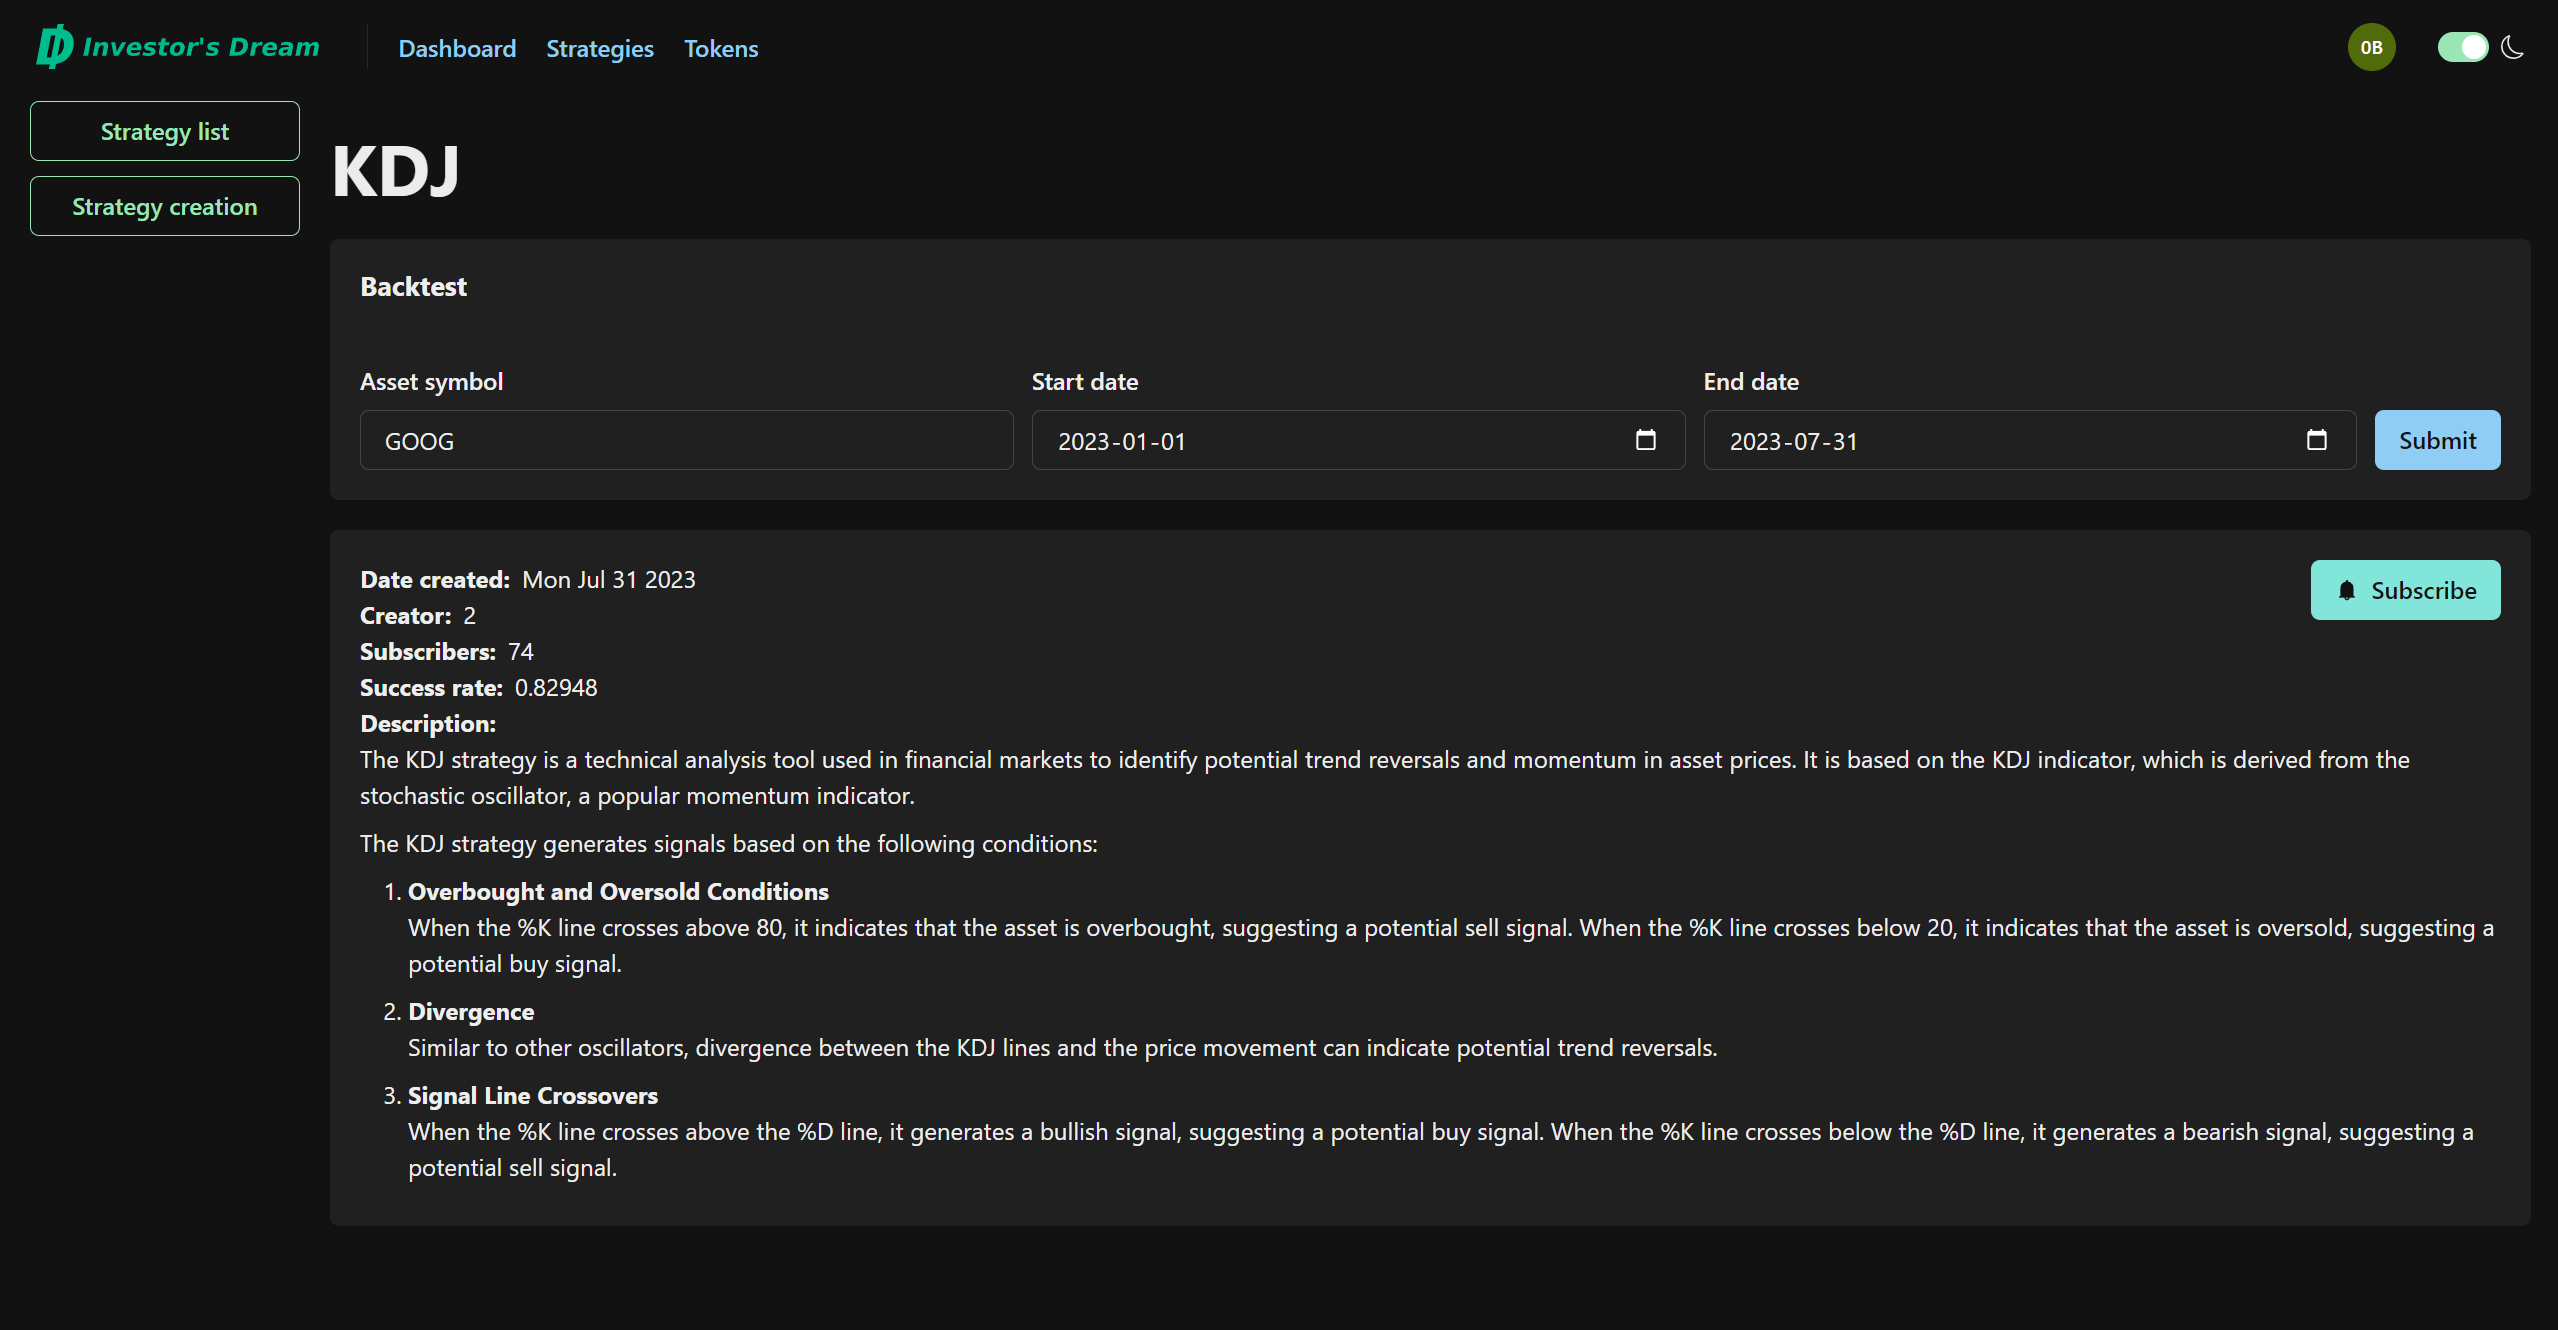 Investor's Dream
Dashboard Strategies Tokens
0B
Strategy list
Strategy creation
KDJ
Backtest
Asset symbol
GOOG
Start date
2023-01-01
End date
2023-07-31
Submit
Subscribe
Date created: Mon Jul 31 2023
Creator: 2
Subscribers: 74
Success rate: 0.82948
Description:
The KDJ strategy is a technical analysis tool used in financial markets to identify potential trend reversals and momentum in asset prices. It is based on the KDJ indicator, which is derived from the
stochastic oscillator, a popular momentum indicator.
The KDJ strategy generates signals based on the following conditions:
1. Overbought and Oversold Conditions
When the %K line crosses above 80, it indicates that the asset is overbought, suggesting a potential sell signal. When the %K line crosses below 20, it indicates that the asset is oversold, suggesting a
potential buy signal.
2. Divergence
Similar to other oscillators, divergence between the KDJ lines and the price movement can indicate potential trend reversals.
3. Signal Line Crossovers
When the %K line crosses above the %D line, it generates a bullish signal, suggesting a potential buy signal. When the %K line crosses below the %D line, it generates a bearish signal, suggesting a
potential sell signal.